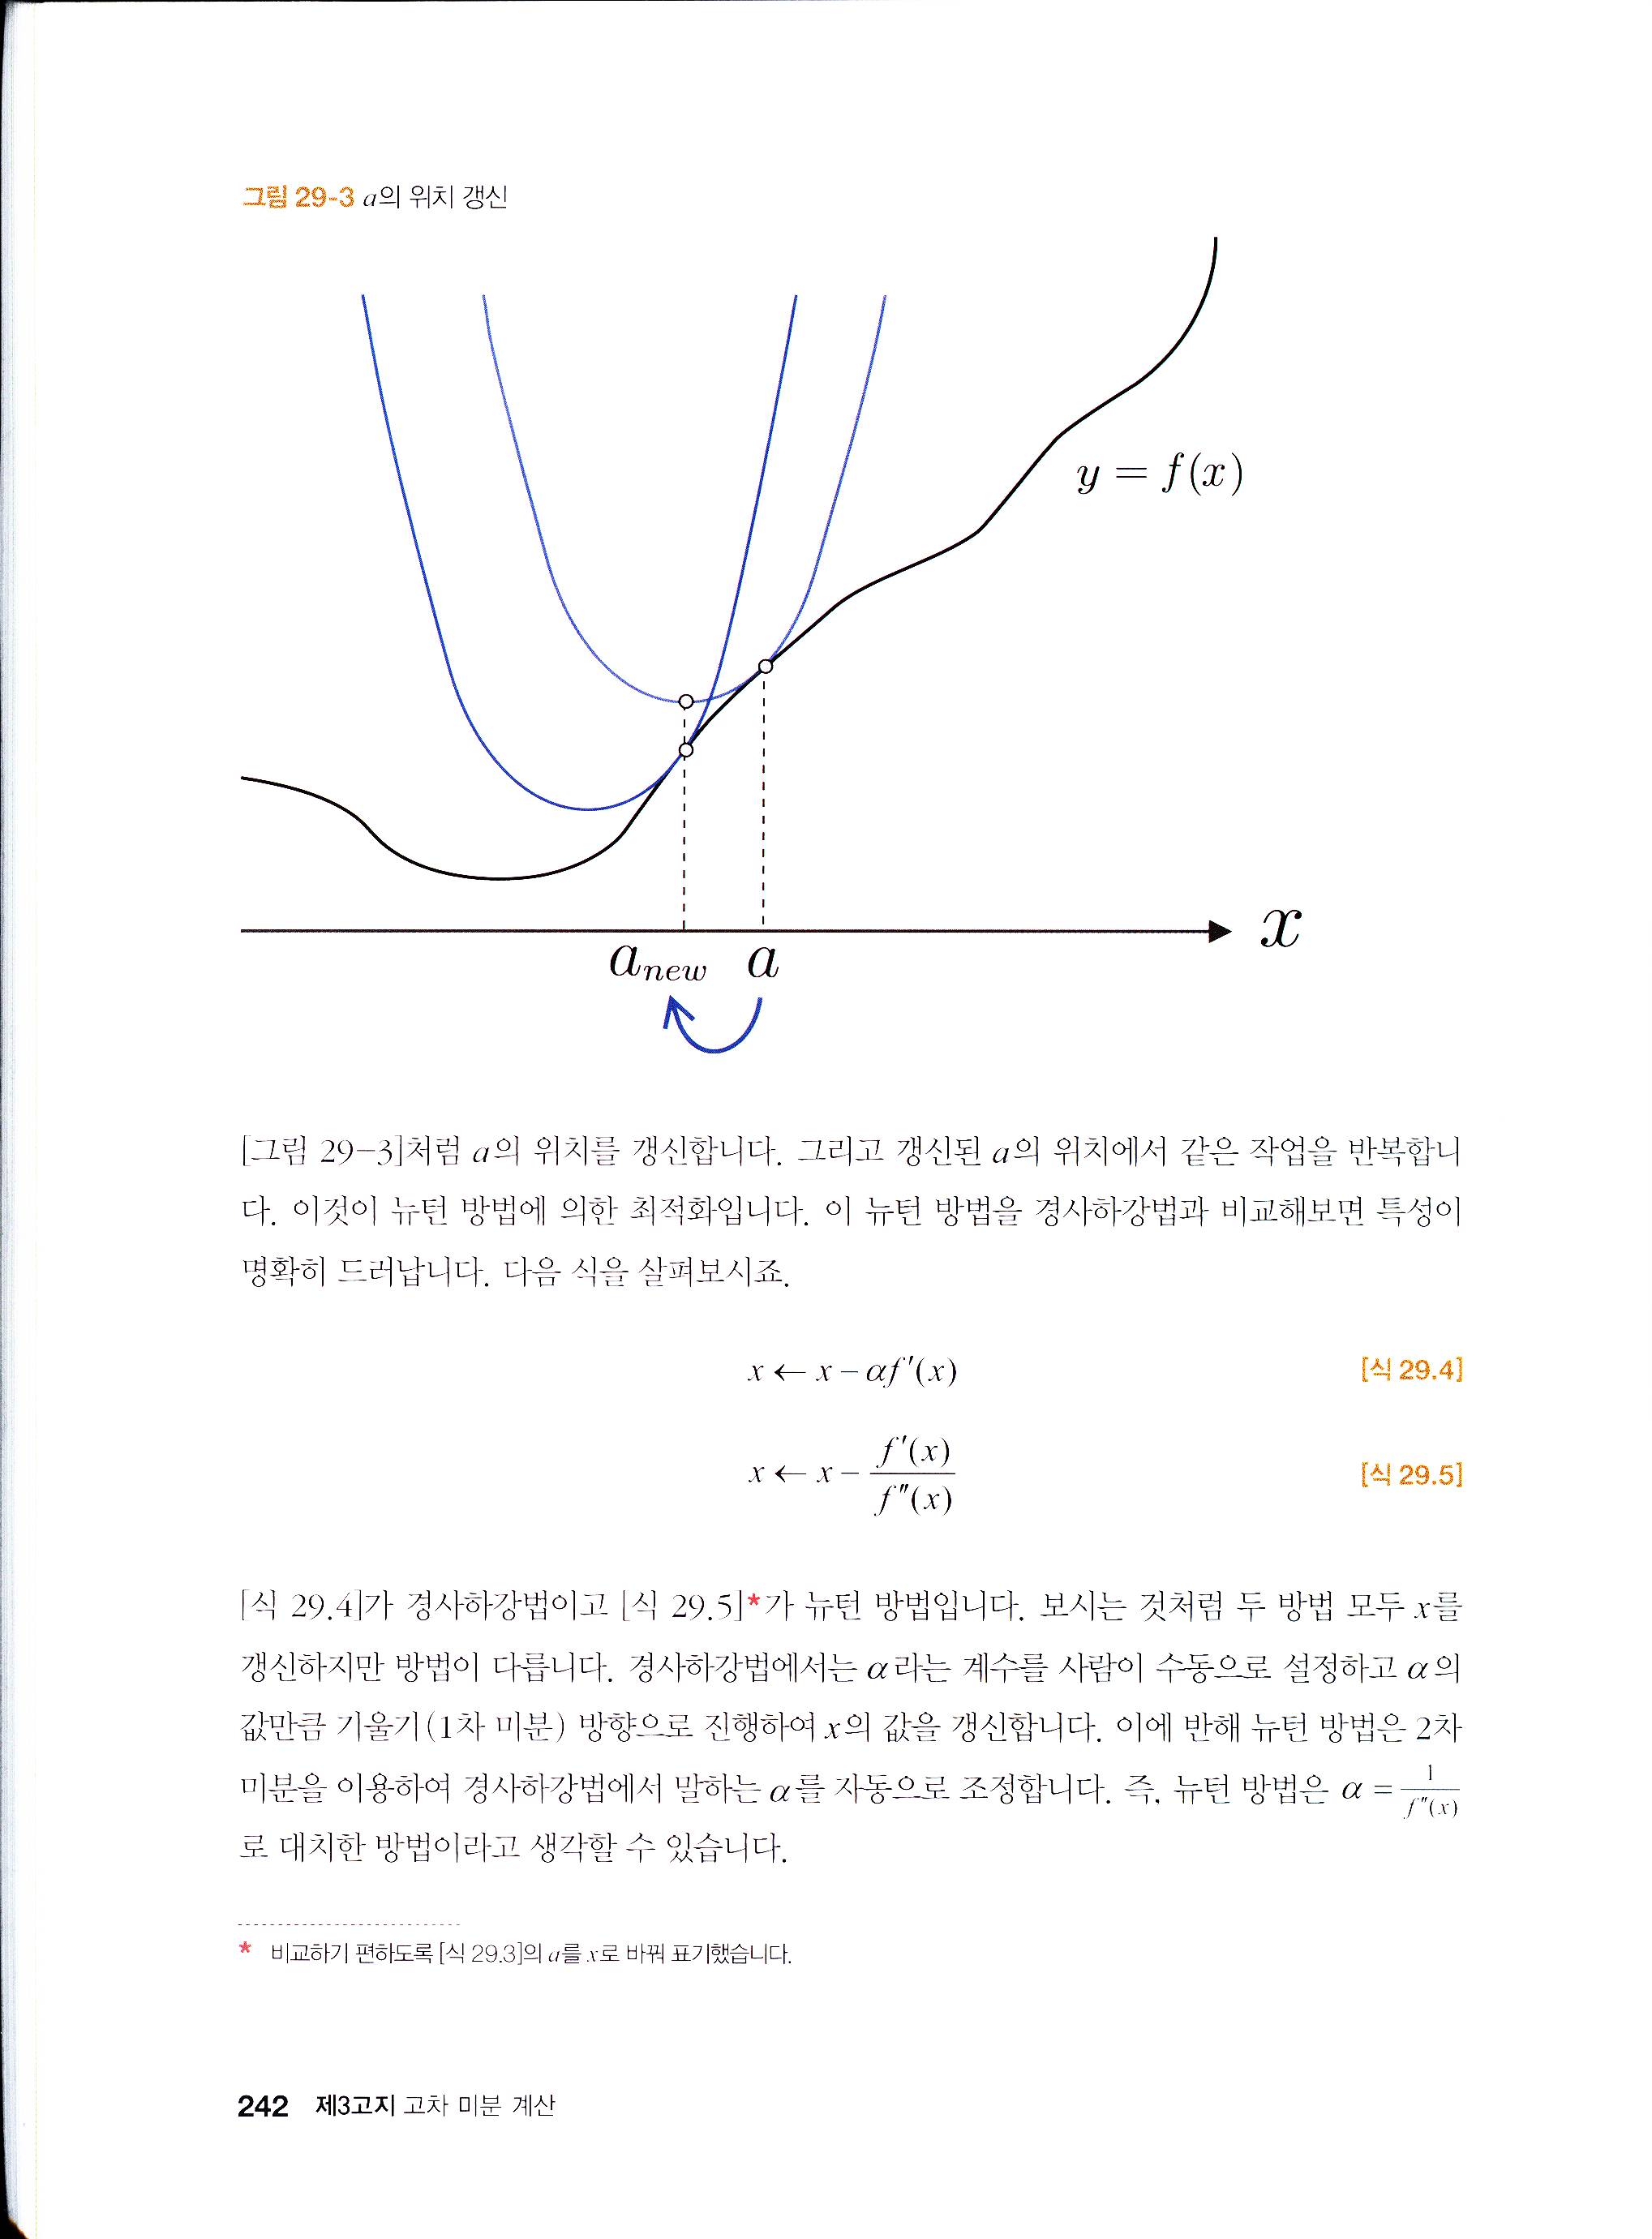 그림 29-3 a의 위치 갱신
y = f(x)
x
a_new a
[그림 29-3]처럼 a의 위치를 갱신합니다. 그리고 갱신된 a의 위치에서 같은 작업을 반복합니
다. 이것이 뉴턴 방법에 의한 최적화입니다. 이 뉴턴 방법을 경사하강법과 비교해보면 특성이
명확히 드러납니다. 다음 식을 살펴보시죠.
x ← x − αf′(x) [식 29.4]
x ← x − f′(x) / f″(x) [식 29.5]
[식 29.4]가 경사하강법이고 [식 29.5]*가 뉴턴 방법입니다. 보시는 것처럼 두 방법 모두 x를
갱신하지만 방법이 다릅니다. 경사하강법에서는 α라는 계수를 사람이 수동으로 설정하고 α의
값만큼 기울기(1차 미분) 방향으로 진행하여 x의 값을 갱신합니다. 이에 반해 뉴턴 방법은 2차
미분을 이용하여 경사하강법에서 말하는 α를 자동으로 조정합니다. 즉, 뉴턴 방법은 α = 1 / f″(x)
로 대치한 방법이라고 생각할 수 있습니다.
* 비교하기 편하도록 [식 29.3]의 a를 x로 바꿔 표기했습니다.
242 제3고지 고차 미분 계산